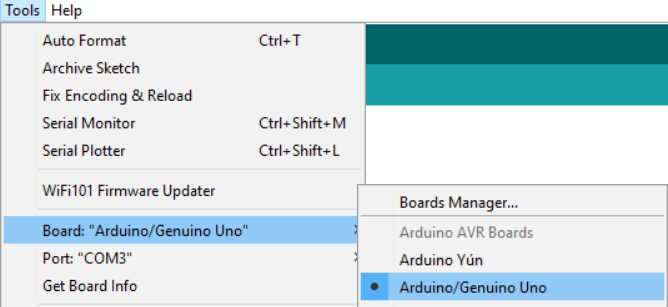 Tools Help
Auto Format Ctrl+T
Archive Sketch
Fix Encoding & Reload
Serial Monitor Ctrl+Shift+M
Serial Plotter Ctrl+Shift+L
WiFi101 Firmware Updater
Boards Manager...
Board: "Arduino/Genuino Uno"
Arduino AVR Boards
Port: "COM3"
Arduino Yún
Get Board Info
Arduino/Genuino Uno